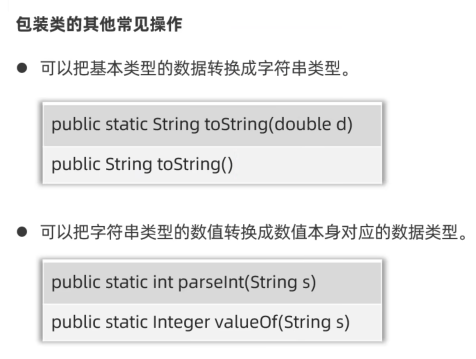 包装类的其他常见操作
● 可以把基本类型的数据转换成字符串类型。
public static String toString(double d)
public String toString()
● 可以把字符串类型的数值转换成数值本身对应的数据类型。
public static int parseInt(String s)
public static Integer valueOf(String s)